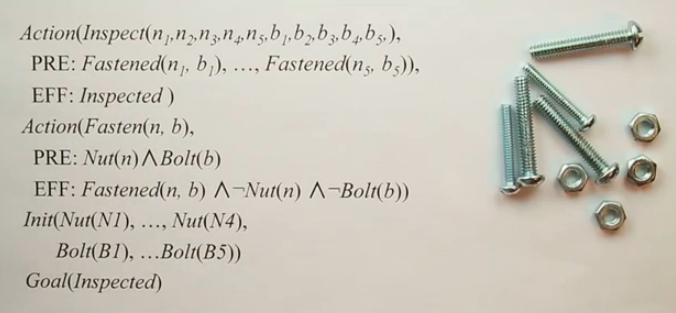 Action(Inspect(n₁,n₂,n₃,n₄,n₅,b₁,b₂,b₃,b₄,b₅,),
PRE: Fastened(n₁, b₁), …, Fastened(n₅, b₅)),
EFF: Inspected )
Action(Fasten(n, b),
PRE: Nut(n)⋀Bolt(b)
EFF: Fastened(n, b) ⋀¬Nut(n) ⋀¬Bolt(b))
Init(Nut(N1), …, Nut(N4),
Bolt(B1), …Bolt(B5))
Goal(Inspected)